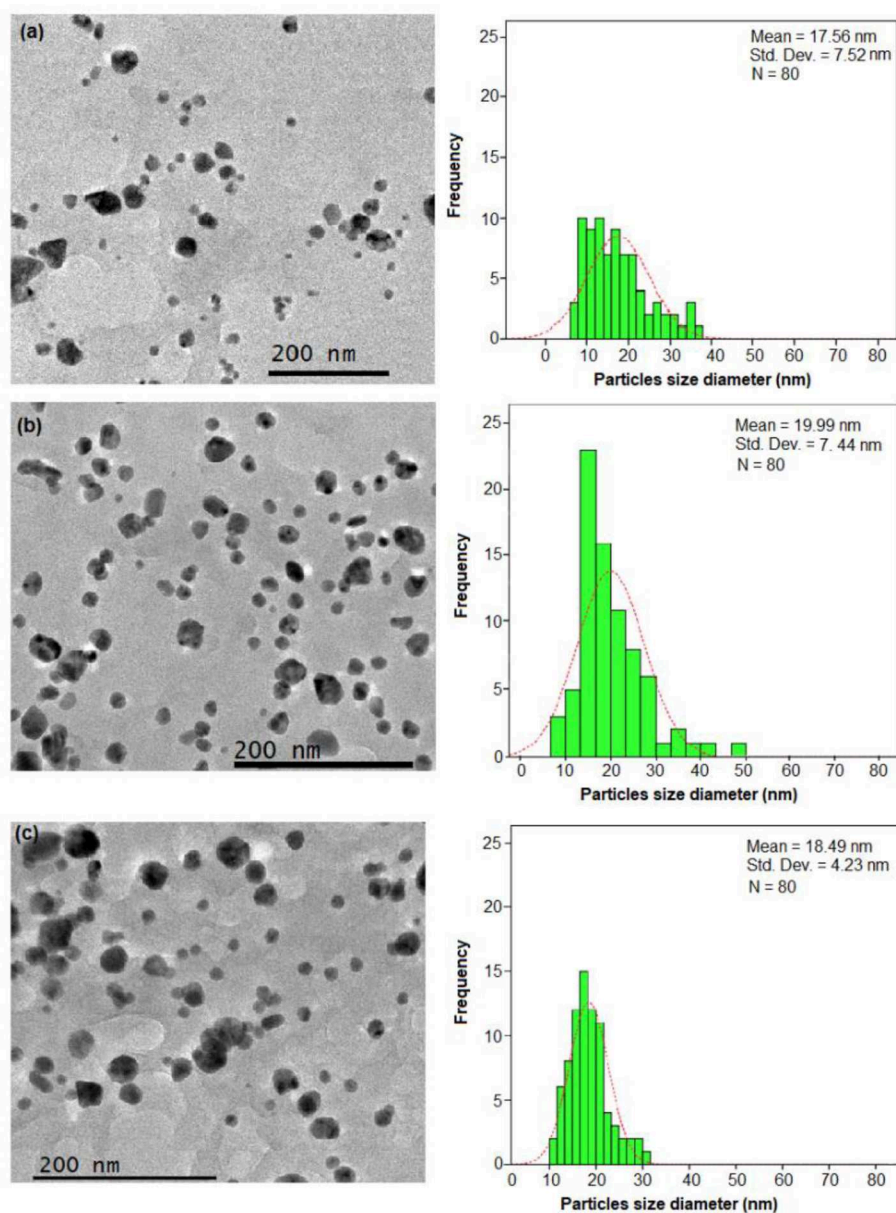 (a)
200 nm
Mean = 17.56 nm
Std. Dev. = 7.52 nm
N = 80
Frequency
25
20
15
10
5
0
0 10 20 30 40 50 60 70 80
Particles size diameter (nm)
(b)
200 nm
Mean = 19.99 nm
Std. Dev. = 7. 44 nm
N = 80
Frequency
25
20
15
10
5
0
0 10 20 30 40 50 60 70 80
Particles size diameter (nm)
(c)
200 nm
Mean = 18.49 nm
Std. Dev. = 4.23 nm
N = 80
Frequency
25
20
15
10
5
0
0 10 20 30 40 50 60 70 80
Particles size diameter (nm)